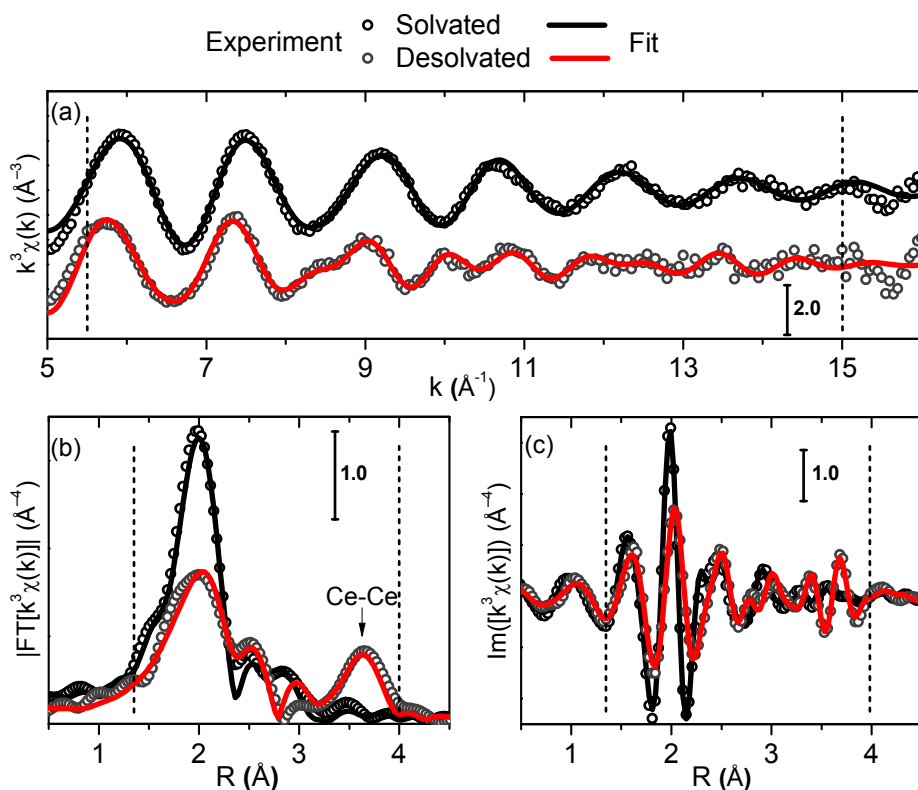 Experiment Solvated Fit
Desolvated
(a)
k³χ(k) (Å⁻³)
2.0
5 7 9 11 13 15
k (Å⁻¹)
(b)
1.0
|FT[k³χ(k)]| (Å⁻⁴)
Ce-Ce
1 2 3 4
R (Å)
(c)
1.0
Im([k³χ(k)]) (Å⁻⁴)
1 2 3 4
R (Å)